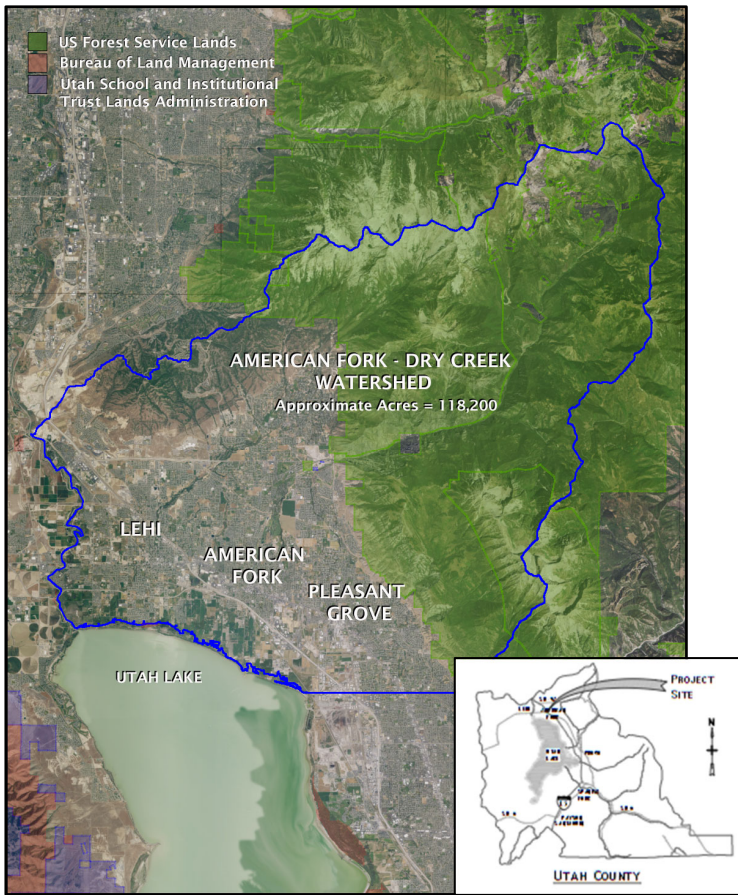 US Forest Service Lands
Bureau of Land Management
Utah School and Institutional
Trust Lands Administration
AMERICAN FORK - DRY CREEK
WATERSHED
Approximate Acres = 118,200
LEHI
AMERICAN
FORK
PLEASANT
GROVE
UTAH LAKE
PROJECT
SITE
N
UTAH COUNTY